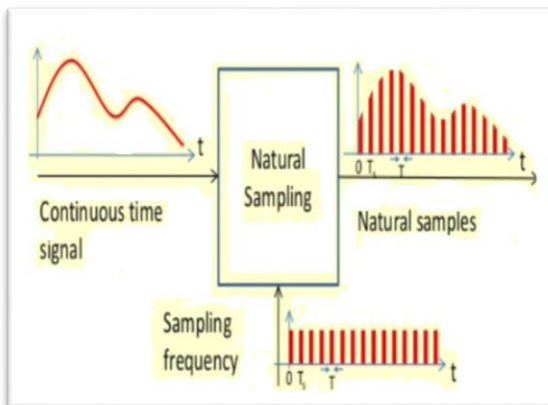 t
t
0 Ts T
Natural
Sampling
Continuous time
signal
Natural samples
Sampling
frequency
t
0 Ts T